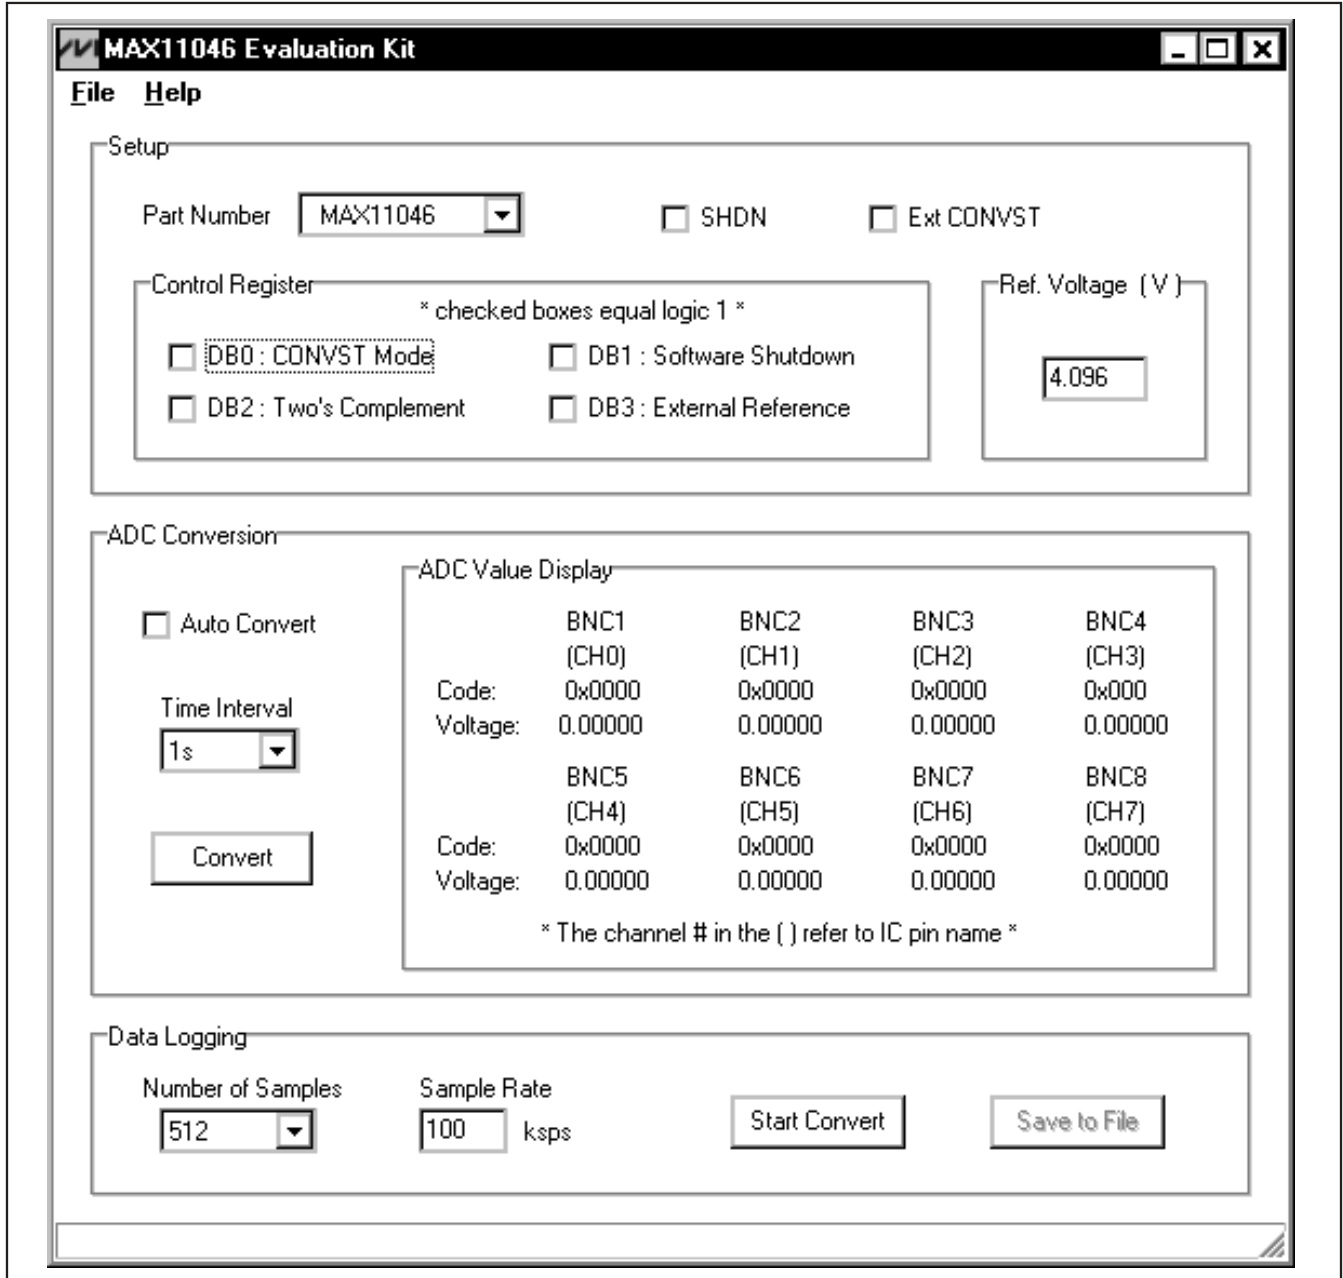 MAX11046 Evaluation Kit
File Help
Setup
Part Number MAX11046 SHDN Ext CONVST
Control Register
* checked boxes equal logic 1 *
DB0 : CONVST Mode DB1 : Software Shutdown
DB2 : Two's Complement DB3 : External Reference
Ref. Voltage ( V )
4.096
ADC Conversion
Auto Convert
Time Interval
1s
Convert
ADC Value Display
BNC1 BNC2 BNC3 BNC4
(CH0) (CH1) (CH2) (CH3)
Code: 0x0000 0x0000 0x0000 0x000
Voltage: 0.00000 0.00000 0.00000 0.00000
BNC5 BNC6 BNC7 BNC8
(CH4) (CH5) (CH6) (CH7)
Code: 0x0000 0x0000 0x0000 0x0000
Voltage: 0.00000 0.00000 0.00000 0.00000
* The channel # in the ( ) refer to IC pin name *
Data Logging
Number of Samples Sample Rate
512 100 ksps Start Convert Save to File